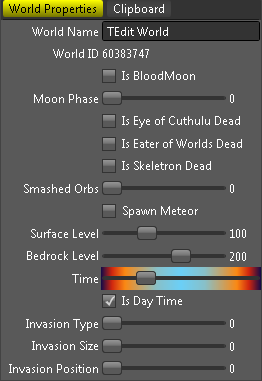 World Properties Clipboard
World Name TEdit World
World ID 60383747
Is BloodMoon
Moon Phase 0
Is Eye of Cuthulu Dead
Is Eater of Worlds Dead
Is Skeletron Dead
Smashed Orbs 0
Spawn Meteor
Surface Level 100
Bedrock Level 200
Time
Is Day Time
Invasion Type 0
Invasion Size 0
Invasion Position 0